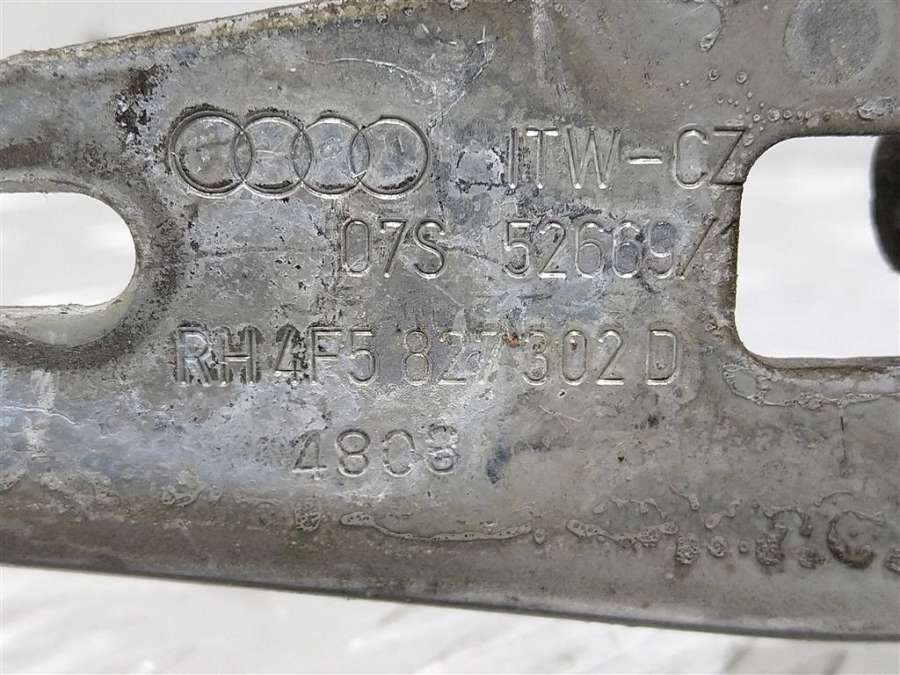 ITW-CZ
07S 52669/
RH 4F5 827 302 D
4808